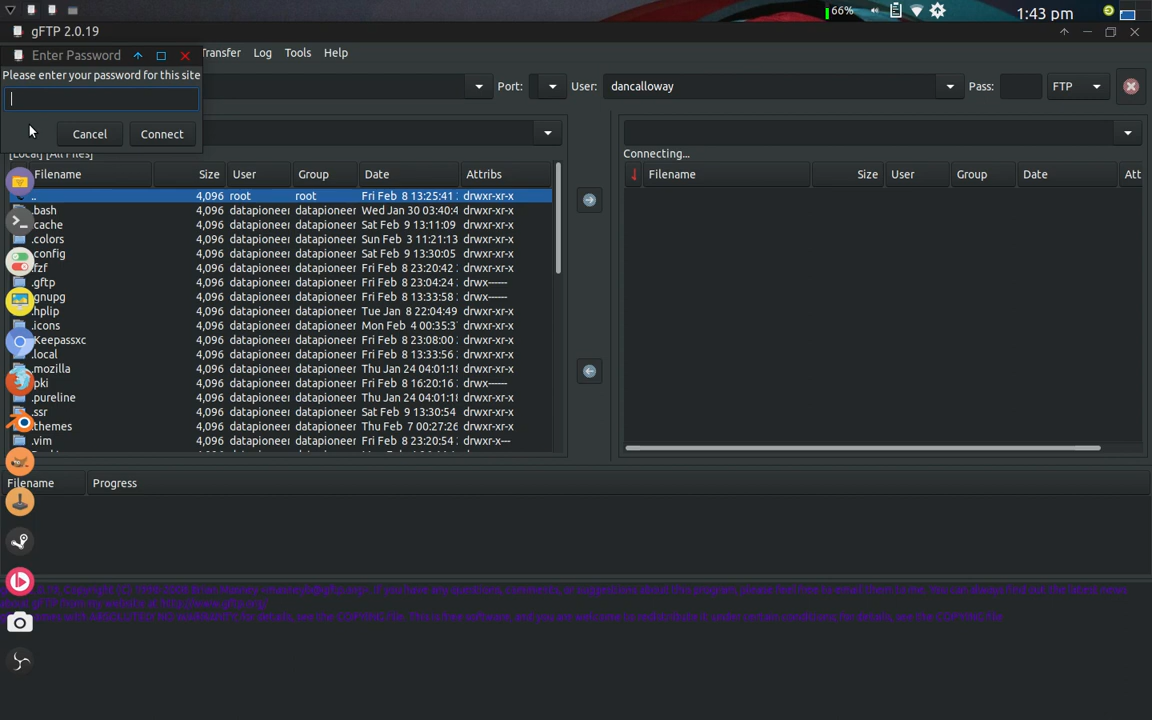 66%
1:43 pm
gFTP 2.0.19
Enter Password
Transfer Log Tools Help
Please enter your password for this site
Port:
User: dancalloway
Pass:
FTP
Cancel Connect
[Local] [All Files]
Connecting...
Filename Size User Group Date Attribs
Filename Size User Group Date Att
.. 4,096 root root Fri Feb 8 13:25:41 drwxr-xr-x
.bash 4,096 datapioneer datapioneer Wed Jan 30 03:40:4 drwxr-xr-x
.cache 4,096 datapioneer datapioneer Sat Feb 9 13:11:09 drwxr-xr-x
.colors 4,096 datapioneer datapioneer Sun Feb 3 11:21:13 drwxr-xr-x
.config 4,096 datapioneer datapioneer Sat Feb 9 13:30:05 drwxr-xr-x
.fzf 4,096 datapioneer datapioneer Fri Feb 8 23:20:42 drwxr-xr-x
.gftp 4,096 datapioneer datapioneer Fri Feb 8 23:04:24 drwx------
.gnupg 4,096 datapioneer datapioneer Fri Feb 8 13:33:58 drwx------
.hplip 4,096 datapioneer datapioneer Tue Jan 8 22:04:49 drwxr-xr-x
.icons 4,096 datapioneer datapioneer Mon Feb 4 00:35:3 drwxr-xr-x
.Keepassxc 4,096 datapioneer datapioneer Fri Feb 8 23:08:00 drwxr-xr-x
.local 4,096 datapioneer datapioneer Fri Feb 8 13:33:56 drwxr-xr-x
.mozilla 4,096 datapioneer datapioneer Thu Jan 24 04:01:18 drwxr-xr-x
.pki 4,096 datapioneer datapioneer Fri Feb 8 16:20:16 drwx------
.pureline 4,096 datapioneer datapioneer Thu Jan 24 04:01:18 drwxr-xr-x
.ssr 4,096 datapioneer datapioneer Sat Feb 9 13:30:54 drwxr-xr-x
.themes 4,096 datapioneer datapioneer Thu Feb 7 00:27:26 drwxr-xr-x
.vim 4,096 datapioneer datapioneer Fri Feb 8 23:20:54 drwxr-x---
Filename Progress